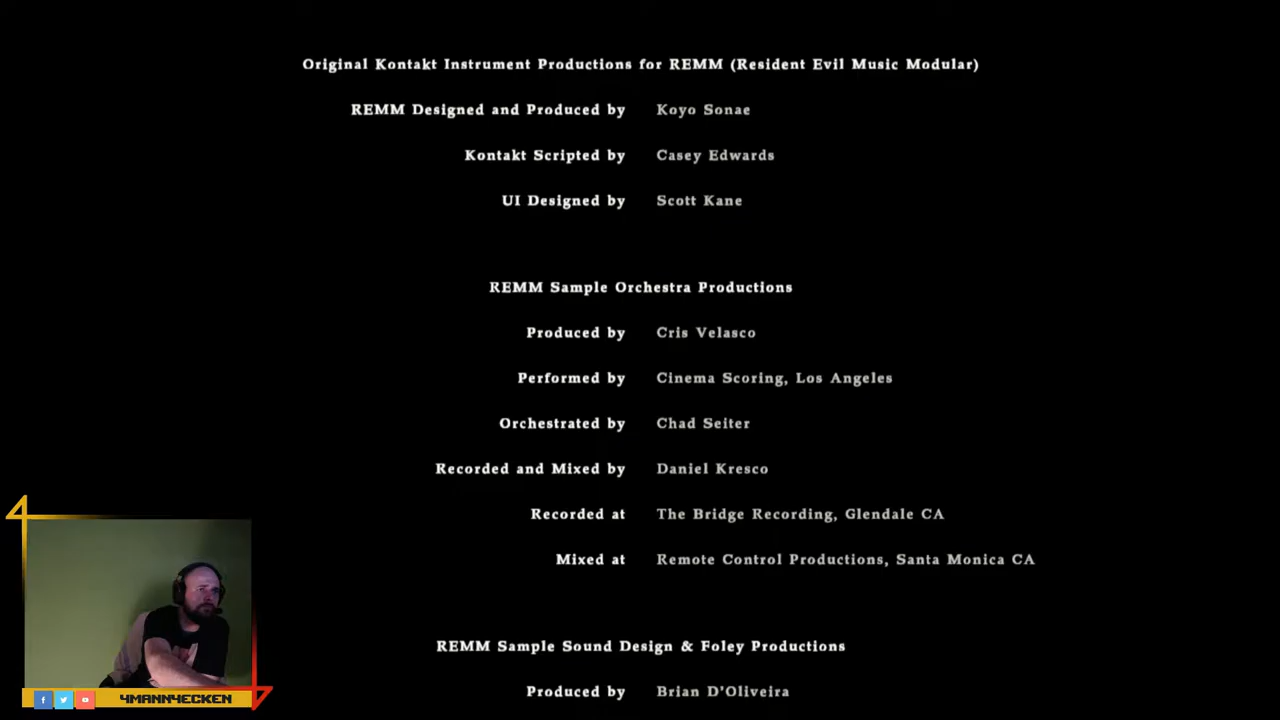 Original Kontakt Instrument Productions for REMM (Resident Evil Music Modular)
REMM Designed and Produced by Koyo Sonae
Kontakt Scripted by Casey Edwards
UI Designed by Scott Kane
REMM Sample Orchestra Productions
Produced by Cris Velasco
Performed by Cinema Scoring, Los Angeles
Orchestrated by Chad Seiter
Recorded and Mixed by Daniel Kresco
Recorded at The Bridge Recording, Glendale CA
Mixed at Remote Control Productions, Santa Monica CA
REMM Sample Sound Design & Foley Productions
Produced by Brian D'Oliveira
4MANN4ECKEN